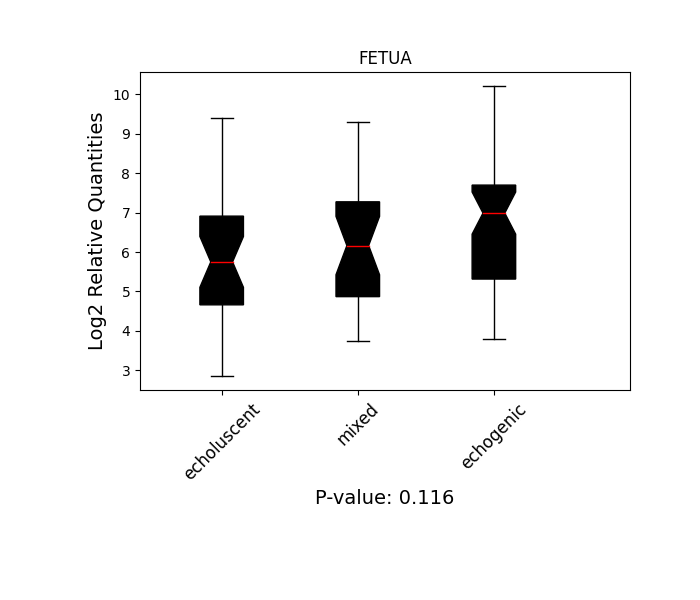 FETUA
Log2 Relative Quantities
10
9
8
7
6
5
4
3
echoluscent
mixed
echogenic
P-value: 0.116